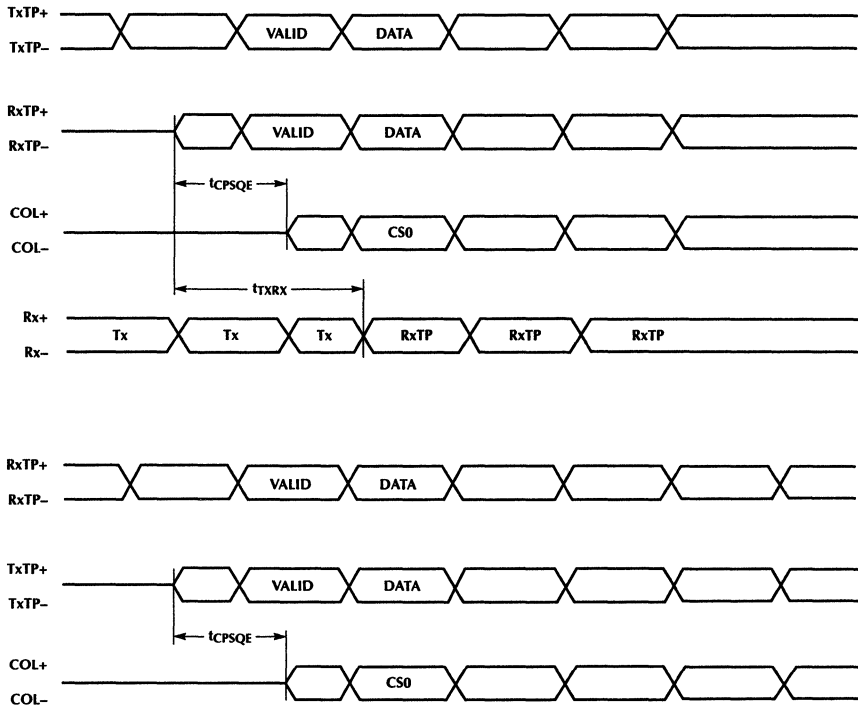 TxTP+
TxTP–
VALID
DATA
RxTP+
RxTP–
VALID
DATA
tCPSQE
COL+
COL–
CS0
tTXRX
Rx+
Rx–
Tx
Tx
Tx
RxTP
RxTP
RxTP
RxTP+
RxTP–
VALID
DATA
TxTP+
TxTP–
VALID
DATA
tCPSQE
COL+
COL–
CS0